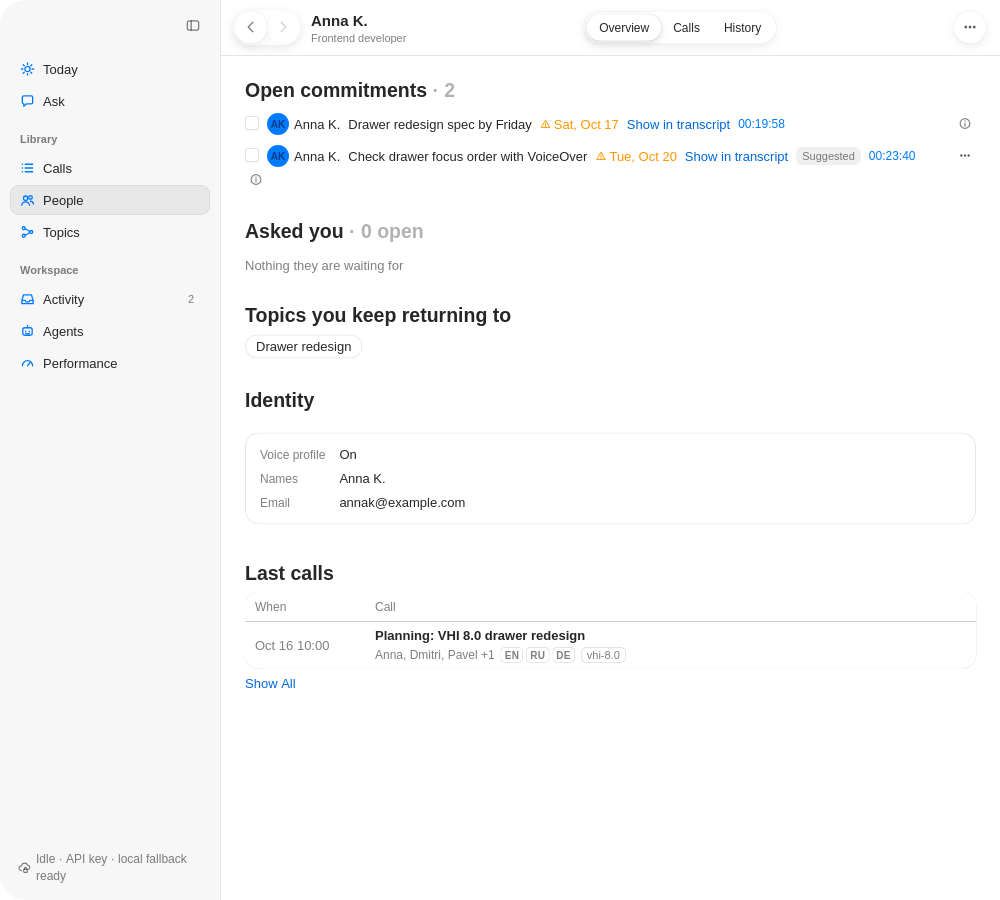 Anna K.
Frontend developer
Overview
Calls
History
Today
Ask
Library
Calls
People
Topics
Workspace
Activity 2
Agents
Performance
Idle · API key · local fallback
ready
Open commitments · 2
AK Anna K. Drawer redesign spec by Friday Sat, Oct 17 Show in transcript 00:19:58
AK Anna K. Check drawer focus order with VoiceOver Tue, Oct 20 Show in transcript Suggested 00:23:40
Asked you · 0 open
Nothing they are waiting for
Topics you keep returning to
Drawer redesign
Identity
Voice profile On
Names Anna K.
Email annak@example.com
Last calls
When Call
Oct 16 10:00
Planning: VHI 8.0 drawer redesign
Anna, Dmitri, Pavel +1 EN RU DE vhi-8.0
Show All